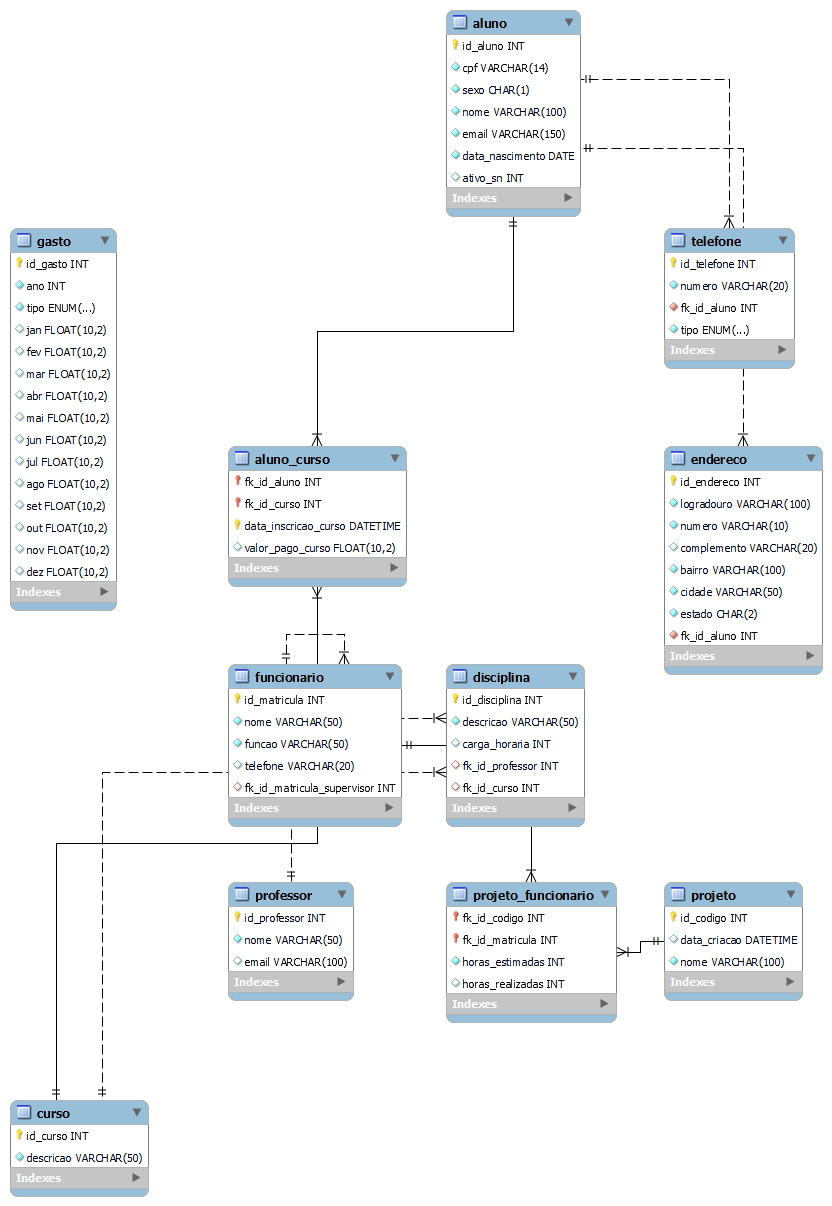 aluno
id_aluno INT
cpf VARCHAR(14)
sexo CHAR(1)
nome VARCHAR(100)
email VARCHAR(150)
data_nascimento DATE
ativo_sn INT
Indexes
gasto
id_gasto INT
ano INT
tipo ENUM(...)
jan FLOAT(10,2)
fev FLOAT(10,2)
mar FLOAT(10,2)
abr FLOAT(10,2)
mai FLOAT(10,2)
jun FLOAT(10,2)
jul FLOAT(10,2)
ago FLOAT(10,2)
set FLOAT(10,2)
out FLOAT(10,2)
nov FLOAT(10,2)
dez FLOAT(10,2)
Indexes
telefone
id_telefone INT
numero VARCHAR(20)
fk_id_aluno INT
tipo ENUM(...)
Indexes
aluno_curso
fk_id_aluno INT
fk_id_curso INT
data_inscricao_curso DATETIME
valor_pago_curso FLOAT(10,2)
Indexes
endereco
id_endereco INT
logradouro VARCHAR(100)
numero VARCHAR(10)
complemento VARCHAR(20)
bairro VARCHAR(100)
cidade VARCHAR(50)
estado CHAR(2)
fk_id_aluno INT
Indexes
funcionario
id_matricula INT
nome VARCHAR(50)
funcao VARCHAR(50)
telefone VARCHAR(20)
fk_id_matricula_supervisor INT
Indexes
disciplina
id_disciplina INT
descricao VARCHAR(50)
carga_horaria INT
fk_id_professor INT
fk_id_curso INT
Indexes
professor
id_professor INT
nome VARCHAR(50)
email VARCHAR(100)
Indexes
projeto_funcionario
fk_id_codigo INT
fk_id_matricula INT
horas_estimadas INT
horas_realizadas INT
Indexes
projeto
id_codigo INT
data_criacao DATETIME
nome VARCHAR(100)
Indexes
curso
id_curso INT
descricao VARCHAR(50)
Indexes